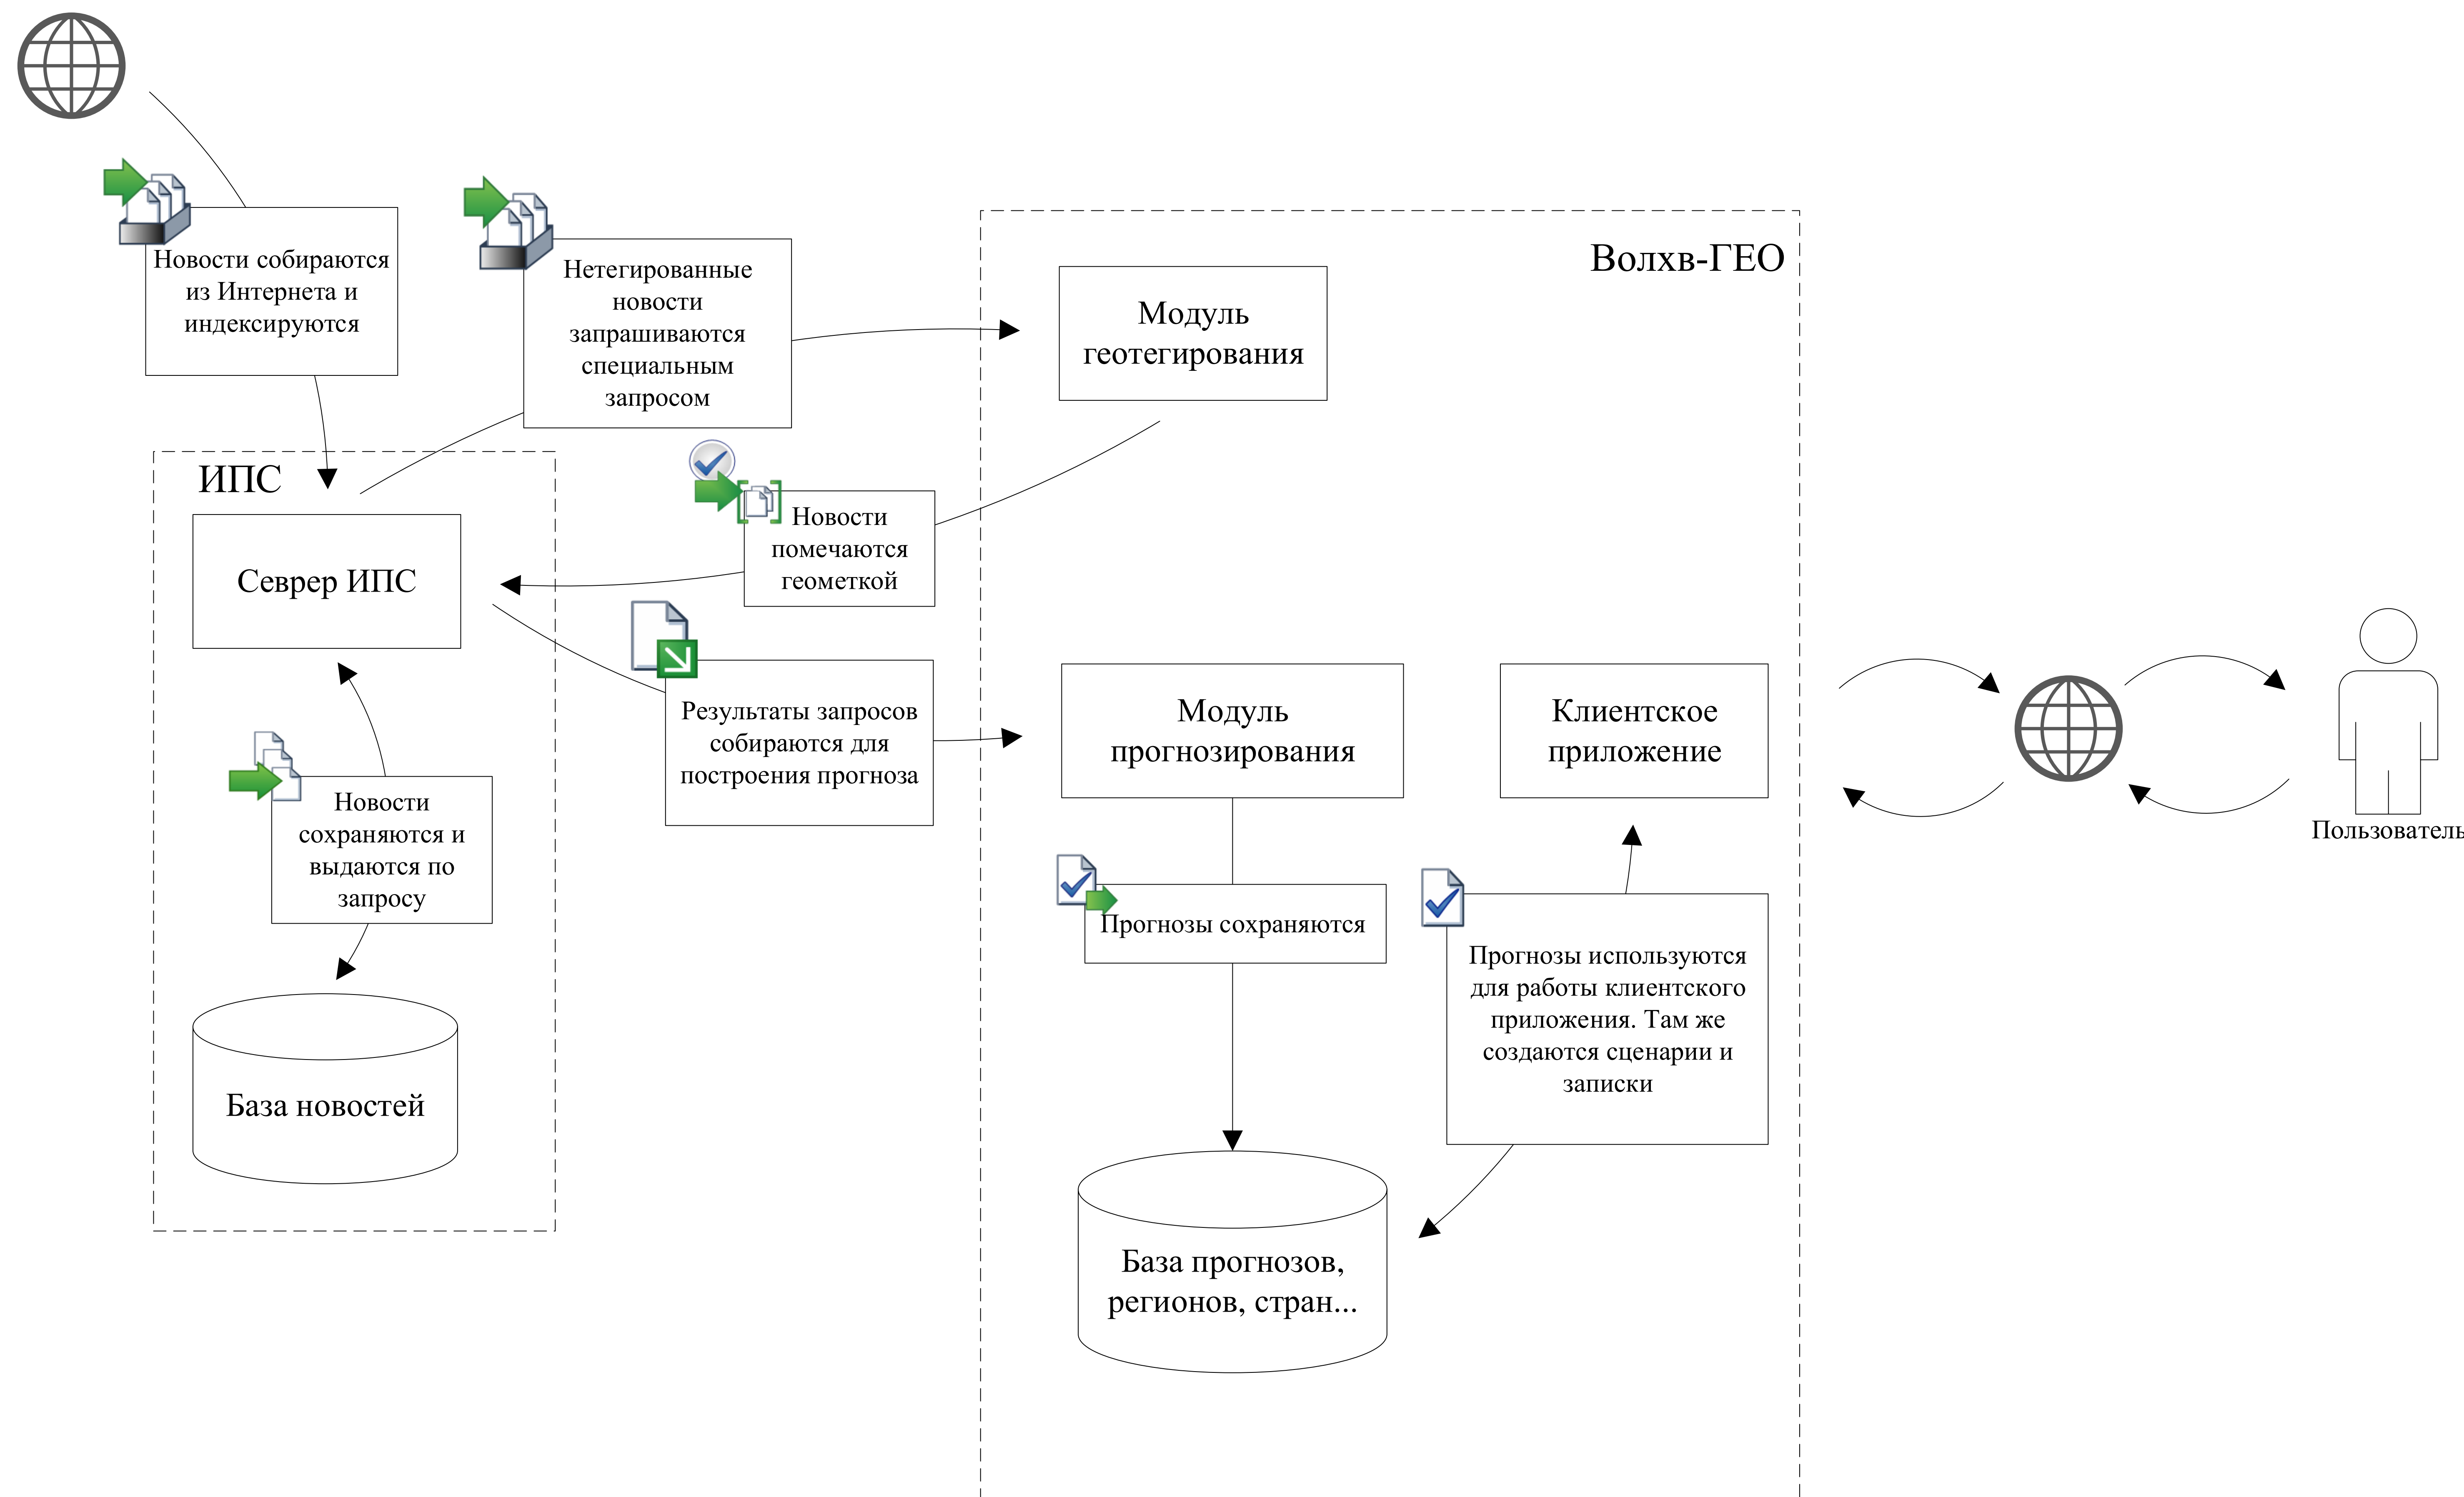 Новости собираются
из Интернета и
индексируются
Нетегированные
новости
запрашиваются
специальным
запросом
Волхв-ГЕО
Модуль
геотегирования
ИПС
Новости
помечаются
геометкой
Севрер ИПС
Результаты запросов
собираются для
построения прогноза
Модуль
прогнозирования
Клиентское
приложение
Пользователь
Новости
сохраняются и
выдаются по
запросу
Прогнозы сохраняются
Прогнозы используются
для работы клиентского
приложения. Там же
создаются сценарии и
записки
База новостей
База прогнозов,
регионов, стран...